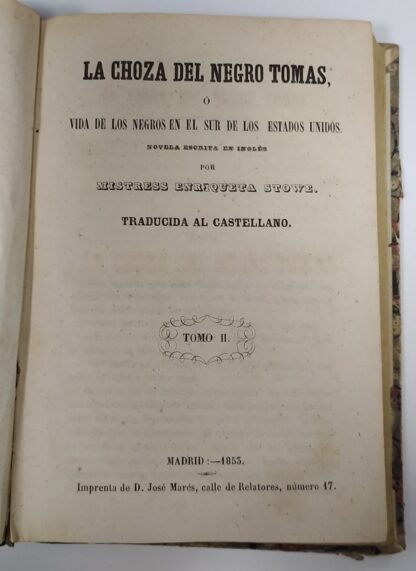 LA CHOZA DEL NEGRO TOMAS,
Ó
VIDA DE LOS NEGROS EN EL SUR DE LOS ESTADOS UNIDOS.
NOVELA ESCRITA EN INGLÉS
POR
MISTRESS ENRIQUETA STOWE.
TRADUCIDA AL CASTELLANO.
TOMO II.
MADRID:—1853.
Imprenta de D. José Marés, calle de Relatores, número 17.